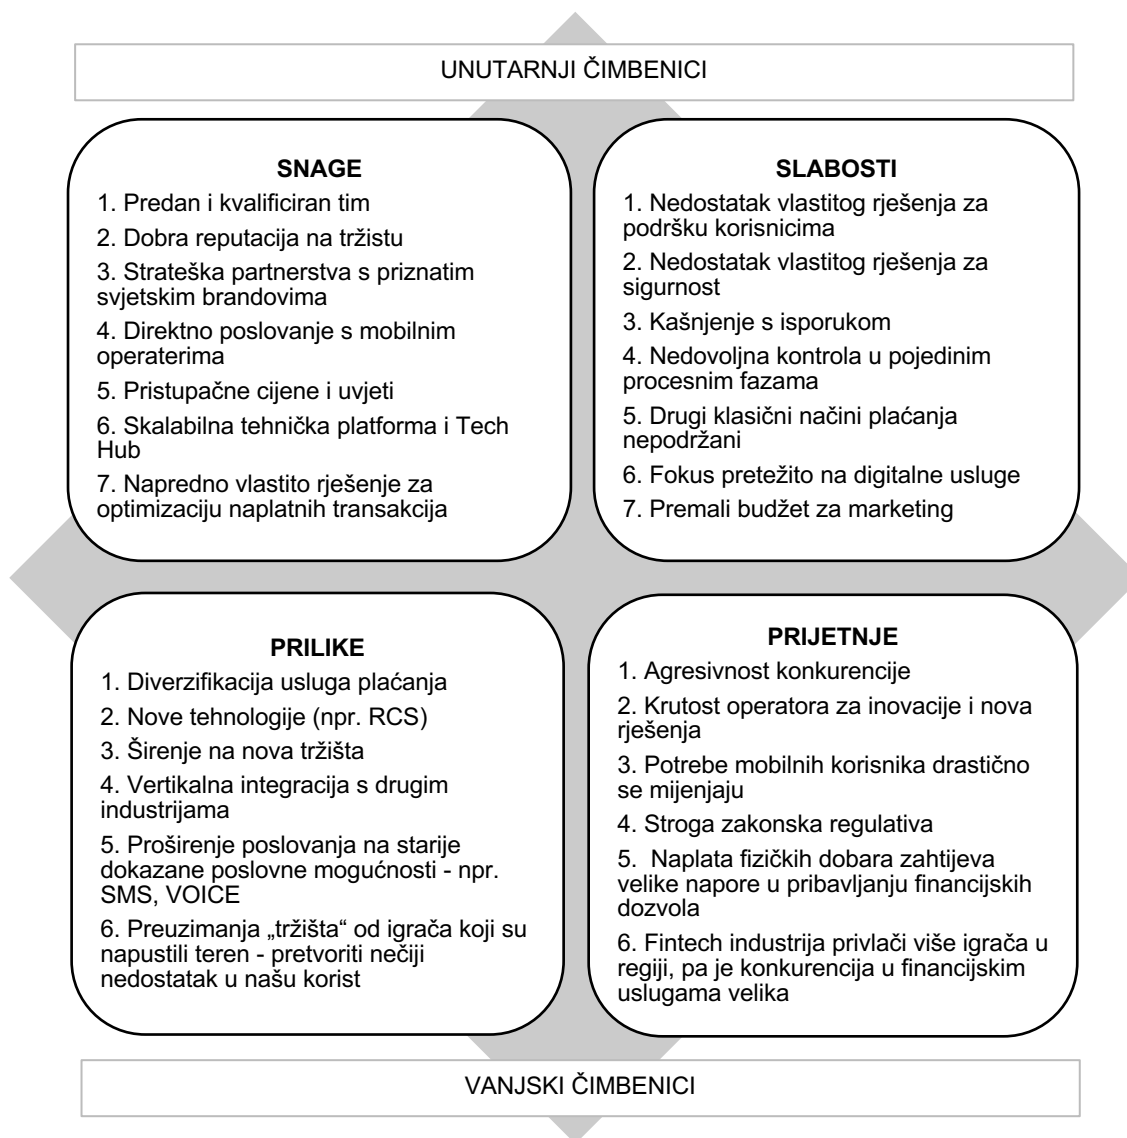 UNUTARNJI ČIMBENICI
SNAGE
1. Predan i kvalificiran tim
2. Dobra reputacija na tržistu
3. Strateška partnerstva s priznatim
svjetskim brandovima
4. Direktno poslovanje s mobilnim
operaterima
5. Pristupačne cijene i uvjeti
6. Skalabilna tehnička platforma i Tech
Hub
7. Napredno vlastito rješenje za
optimizaciju naplatnih transakcija
SLABOSTI
1. Nedostatak vlastitog rješenja za
podršku korisnicima
2. Nedostatak vlastitog rješenja za
sigurnost
3. Kašnjenje s isporukom
4. Nedovoljna kontrola u pojedinim
procesnim fazama
5. Drugi klasični načini plaćanja
nepodržani
6. Fokus pretežito na digitalne usluge
7. Premali budžet za marketing
PRILIKE
1. Diverzifikacija usluga plaćanja
2. Nove tehnologije (npr. RCS)
3. Širenje na nova tržišta
4. Vertikalna integracija s drugim
industrijama
5. Proširenje poslovanja na starije
dokazane poslovne mogućnosti - npr.
SMS, VOICE
6. Preuzimanja „tržišta“ od igrača koji su
napustili teren - pretvoriti nečiji
nedostatak u našu korist
PRIJETNJE
1. Agresivnost konkurencije
2. Krutost operatora za inovacije i nova
rješenja
3. Potrebe mobilnih korisnika drastično
se mijenjaju
4. Stroga zakonska regulativa
5. Naplata fizičkih dobara zahtijeva
velike napore u pribavljanju financijskih
dozvola
6. Fintech industrija privlači više igrača u
regiji, pa je konkurencija u financijskim
uslugama velika
VANJSKI ČIMBENICI